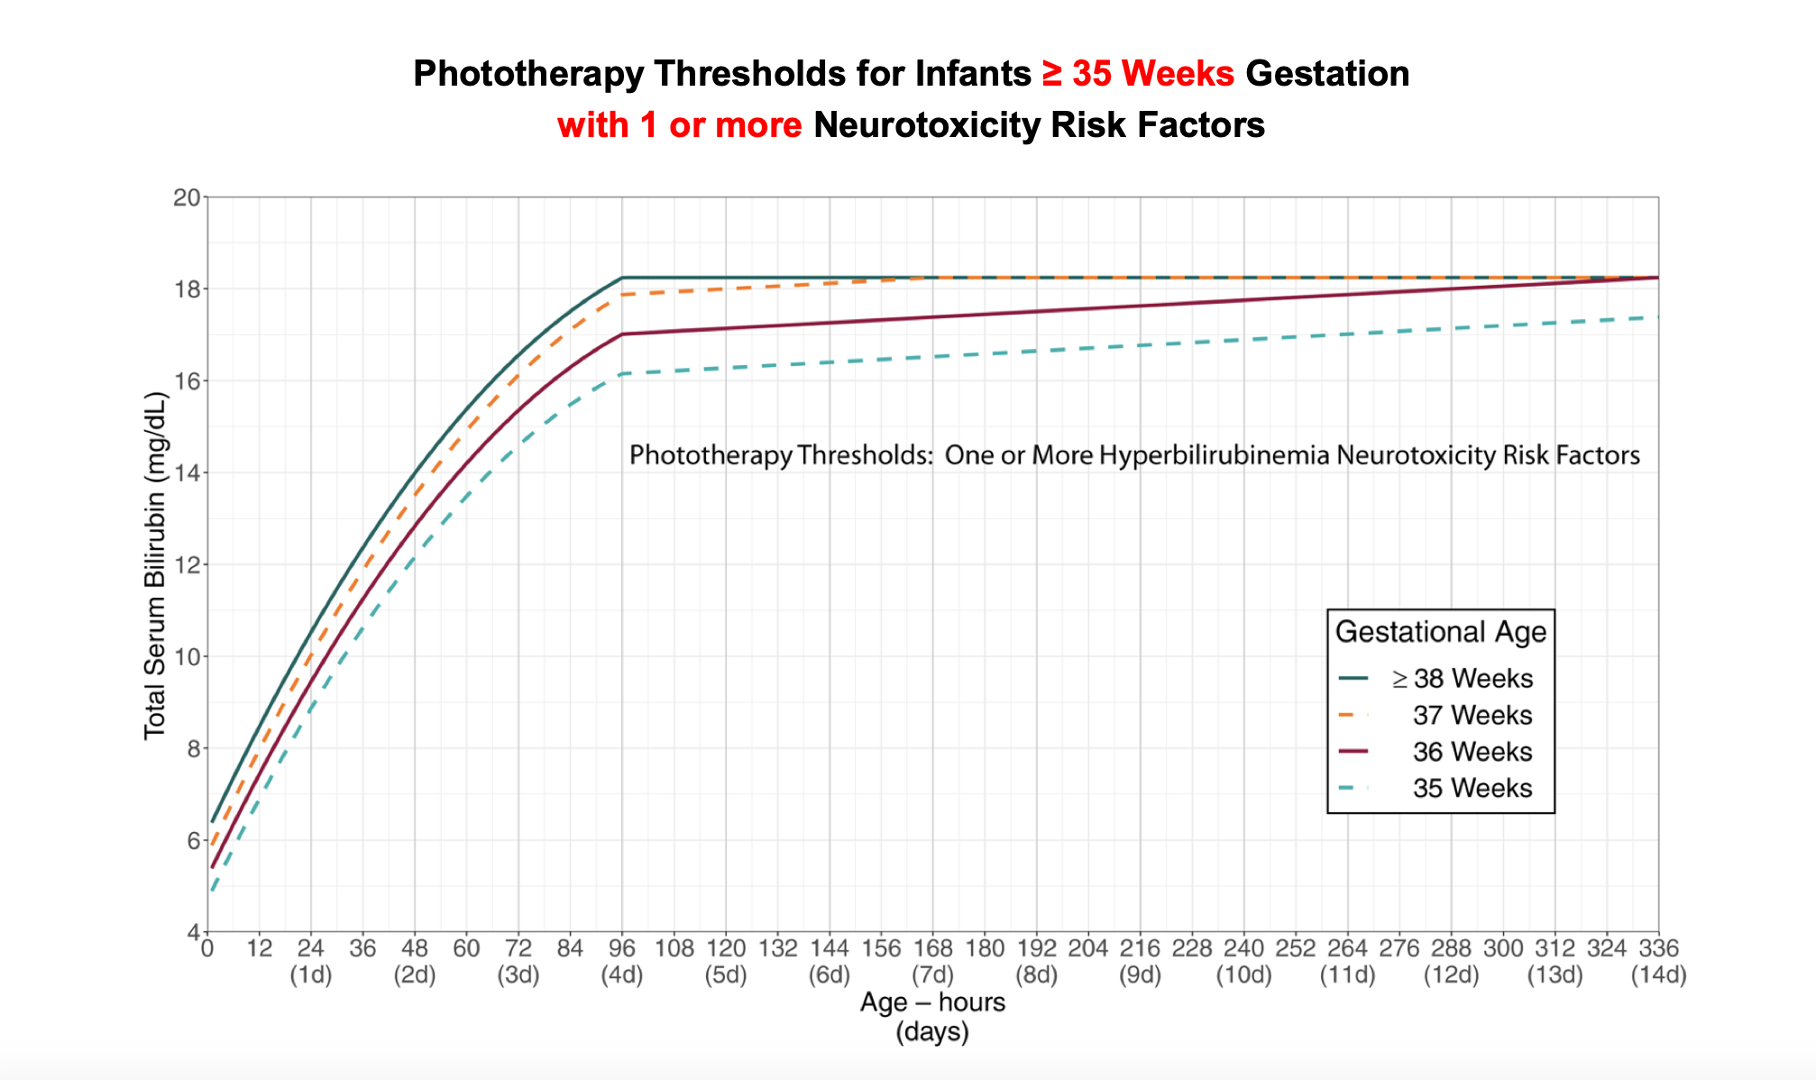 Phototherapy Thresholds for Infants ≥ 35 Weeks Gestation
with 1 or more Neurotoxicity Risk Factors
20
18
16
14
12
10
8
6
4
Total Serum Bilirubin (mg/dL)
Phototherapy Thresholds: One or More Hyperbilirubinemia Neurotoxicity Risk Factors
Gestational Age
≥ 38 Weeks
37 Weeks
36 Weeks
35 Weeks
0 12 24 36 48 60 72 84 96 108 120 132 144 156 168 180 192 204 216 228 240 252 264 276 288 300 312 324 336
(1d) (2d) (3d) (4d) (5d) (6d) (7d) (8d) (9d) (10d) (11d) (12d) (13d) (14d)
Age – hours
(days)